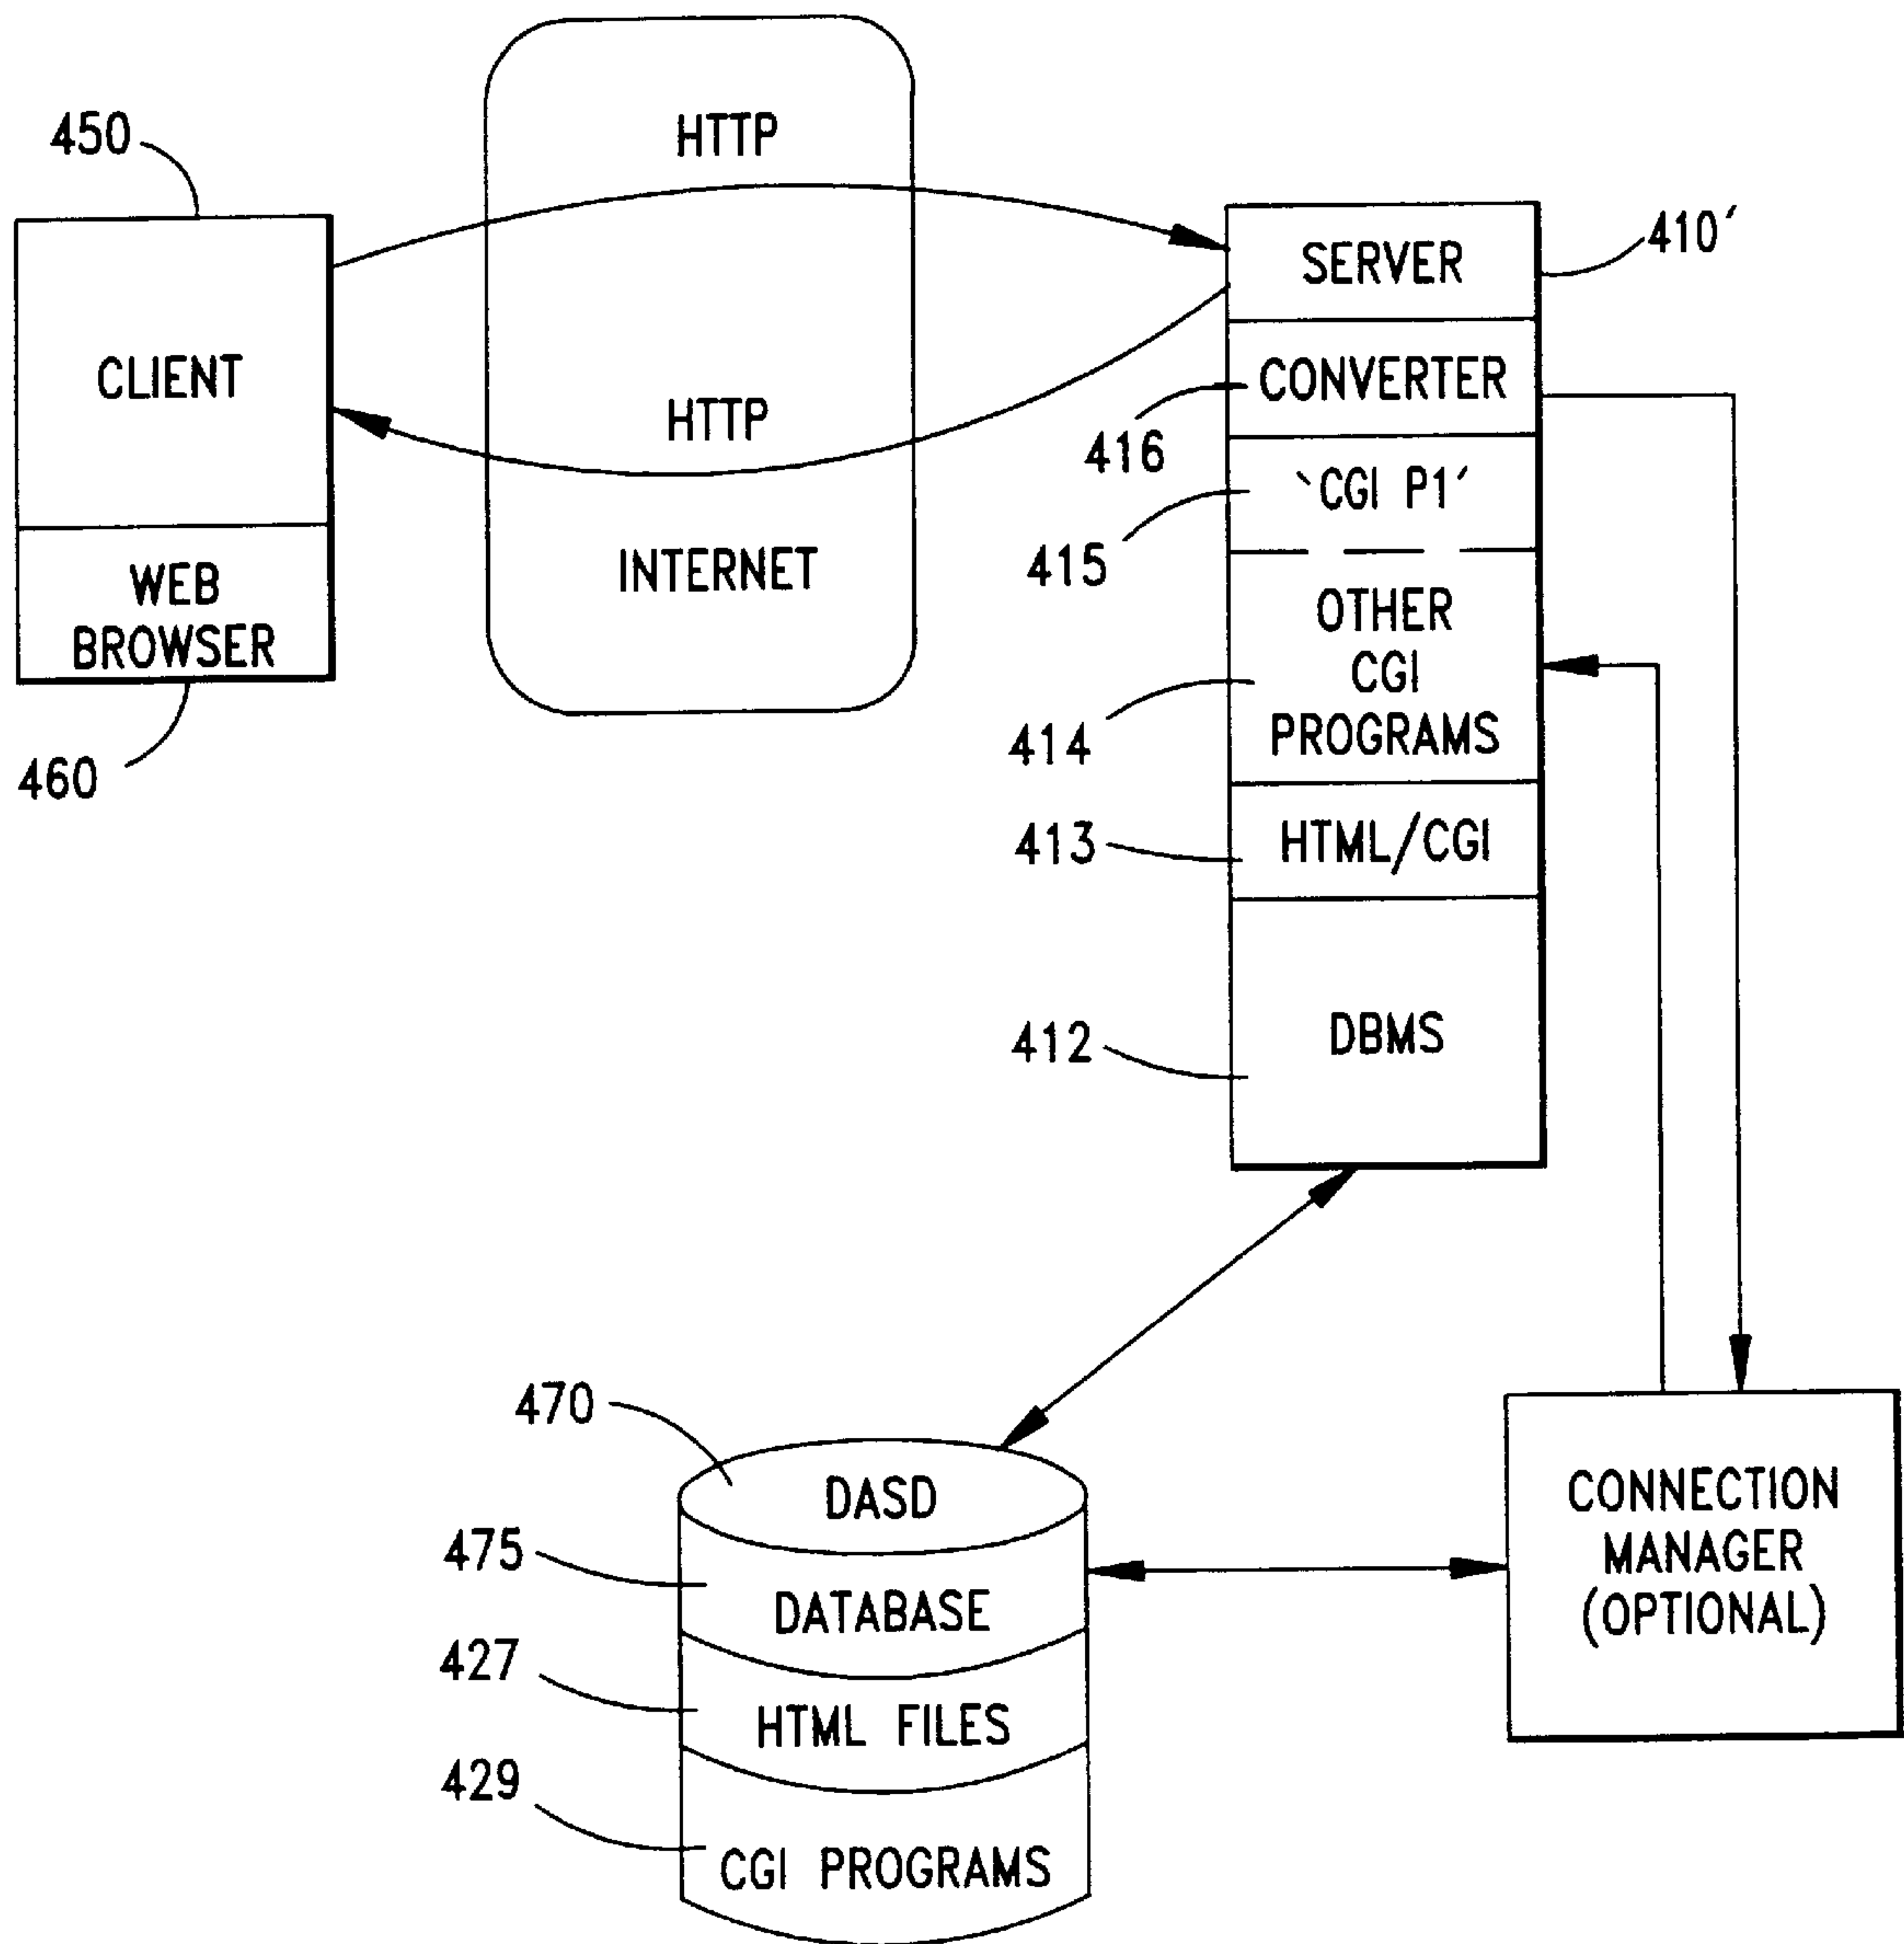 450
HTTP
410′
SERVER
CLIENT
CONVERTER
HTTP
416
‵CGI P1′
415
INTERNET
WEB
BROWSER
OTHER
CGI
PROGRAMS
414
460
413
HTML/CGI
412
DBMS
470
DASD
475
DATABASE
427
HTML FILES
429
CGI PROGRAMS
CONNECTION
MANAGER
(OPTIONAL)